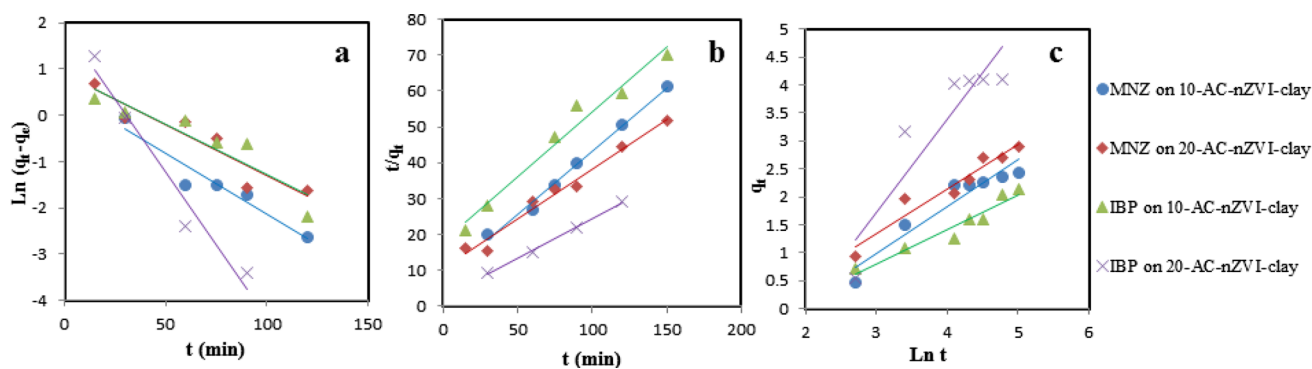 a
Ln (qt-qe)
2
1
0
-1
-2
-3
-4
0 50 100 150
t (min)
b
t/qt
80
70
60
50
40
30
20
10
0
0 50 100 150 200
t (min)
c
qt
5
4.5
4
3.5
3
2.5
2
1.5
1
0.5
0
2 3 4 5
Ln t
MNZ on 10-AC-nZVI-clay
MNZ on 20-AC-nZVI-clay
IBP on 10-AC-nZVI-clay
IBP on 20-AC-nZVI-clay